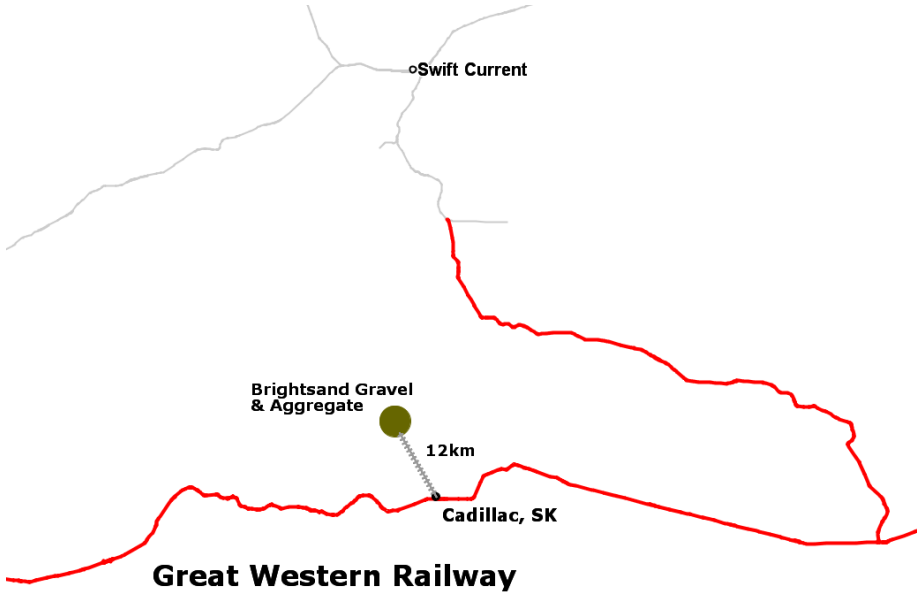 Swift Current
Brightsand Gravel
& Aggregate
12km
Cadillac, SK
Great Western Railway